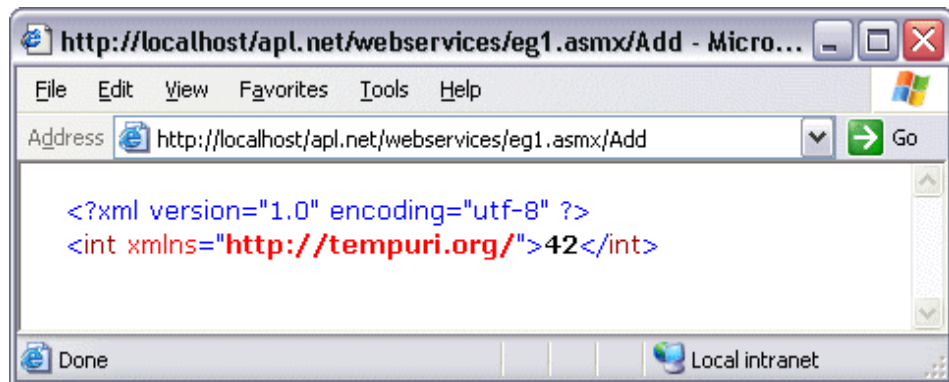 http://localhost/apl.net/webservices/eg1.asmx/Add - Micro...
File Edit View Favorites Tools Help
Address http://localhost/apl.net/webservices/eg1.asmx/Add Go
<?xml version="1.0" encoding="utf-8" ?>
<int xmlns="http://tempuri.org/">42</int>
Done Local intranet